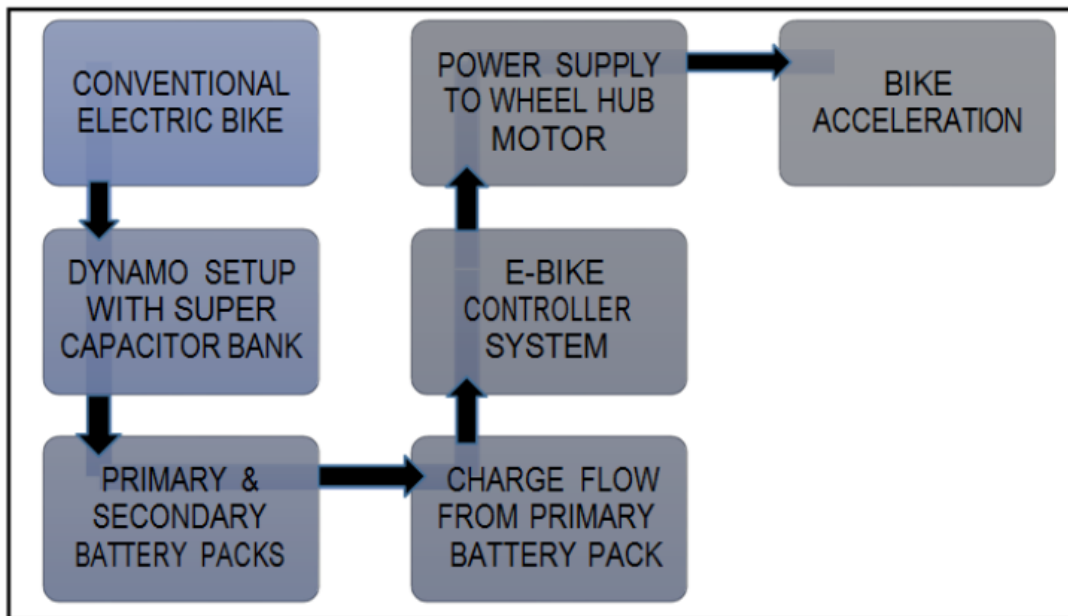 CONVENTIONAL
ELECTRIC BIKE
DYNAMO SETUP
WITH SUPER
CAPACITOR BANK
PRIMARY &
SECONDARY
BATTERY PACKS
CHARGE FLOW
FROM PRIMARY
BATTERY PACK
E-BIKE
CONTROLLER
SYSTEM
POWER SUPPLY
TO WHEEL HUB
MOTOR
BIKE
ACCELERATION